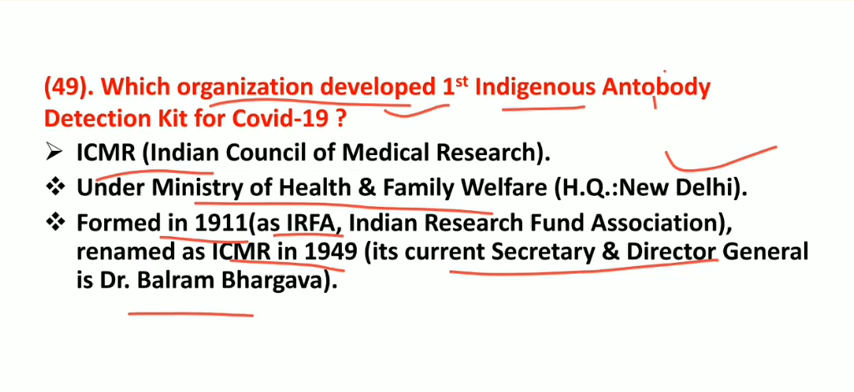 (49). Which organization developed 1st Indigenous Antobody
Detection Kit for Covid-19 ?
➢ ICMR (Indian Council of Medical Research).
❖ Under Ministry of Health & Family Welfare (H.Q.:New Delhi).
❖ Formed in 1911(as IRFA, Indian Research Fund Association),
renamed as ICMR in 1949 (its current Secretary & Director General
is Dr. Balram Bhargava).